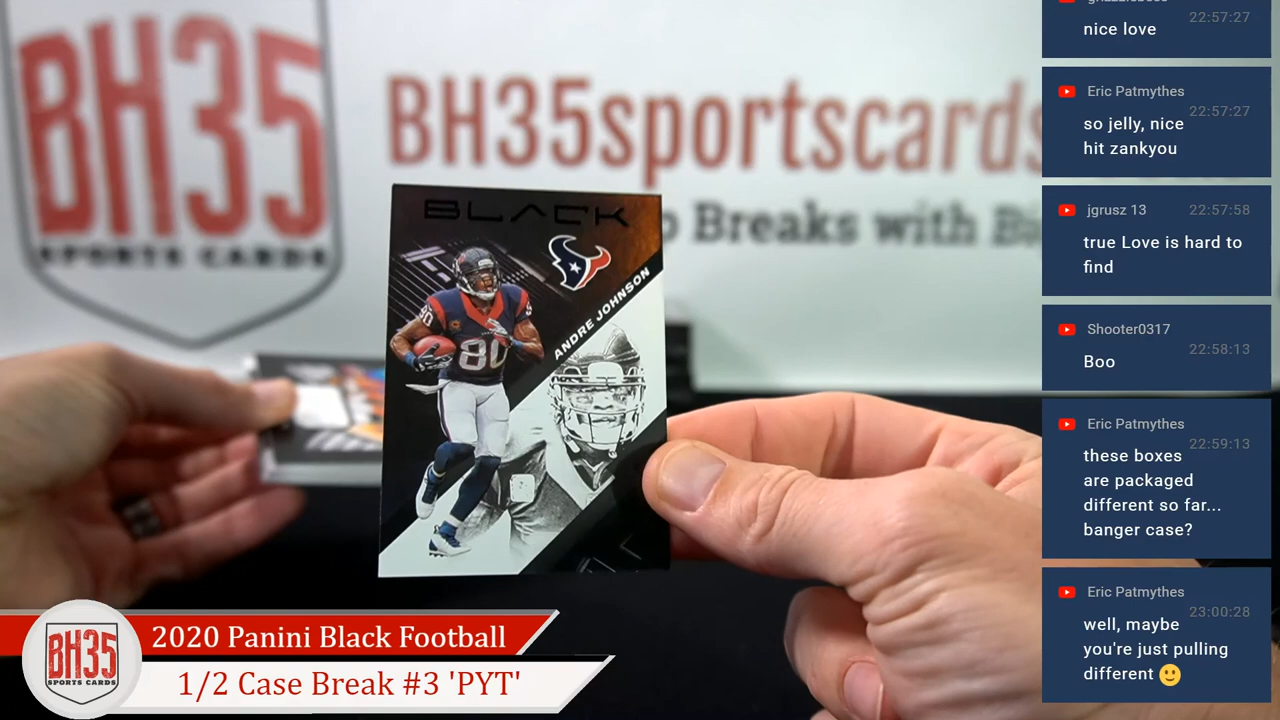 BH35
SPORTS CARDS
BH35sportscards
Breaks with
BLACK
ANDRE JOHNSON
80
80
2020 Panini Black Football
1/2 Case Break #3 'PYT'
BH35
SPORTS CARDS
22:57:27
nice love
Eric Patmythes
22:57:27
so jelly, nice
hit zankyou
jgrusz 13
22:57:58
true Love is hard to
find
Shooter0317
22:58:13
Boo
Eric Patmythes
22:59:13
these boxes
are packaged
different so far...
banger case?
Eric Patmythes
23:00:28
well, maybe
you're just pulling
different 🙂